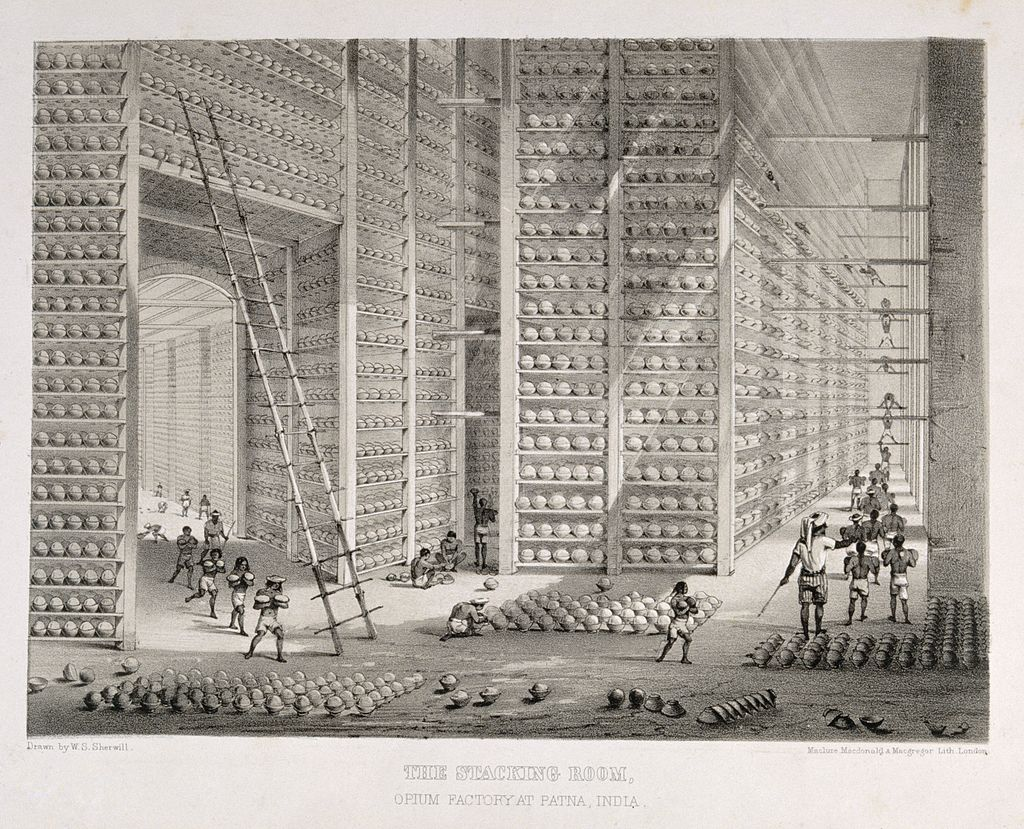 Drawn by W. S. Sherwill.
Maclure Macdonald & Macgregor Lith. London.
THE STACKING ROOM,
OPIUM FACTORY AT PATNA, INDIA.